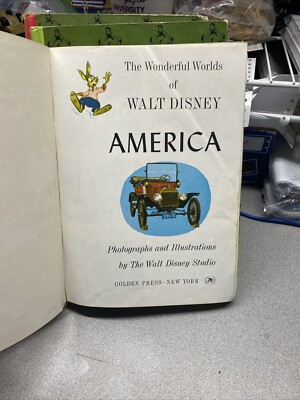 The Wonderful Worlds
of
WALT DISNEY
AMERICA
Photographs and Illustrations
by The Walt Disney Studio
GOLDEN PRESS · NEW YORK